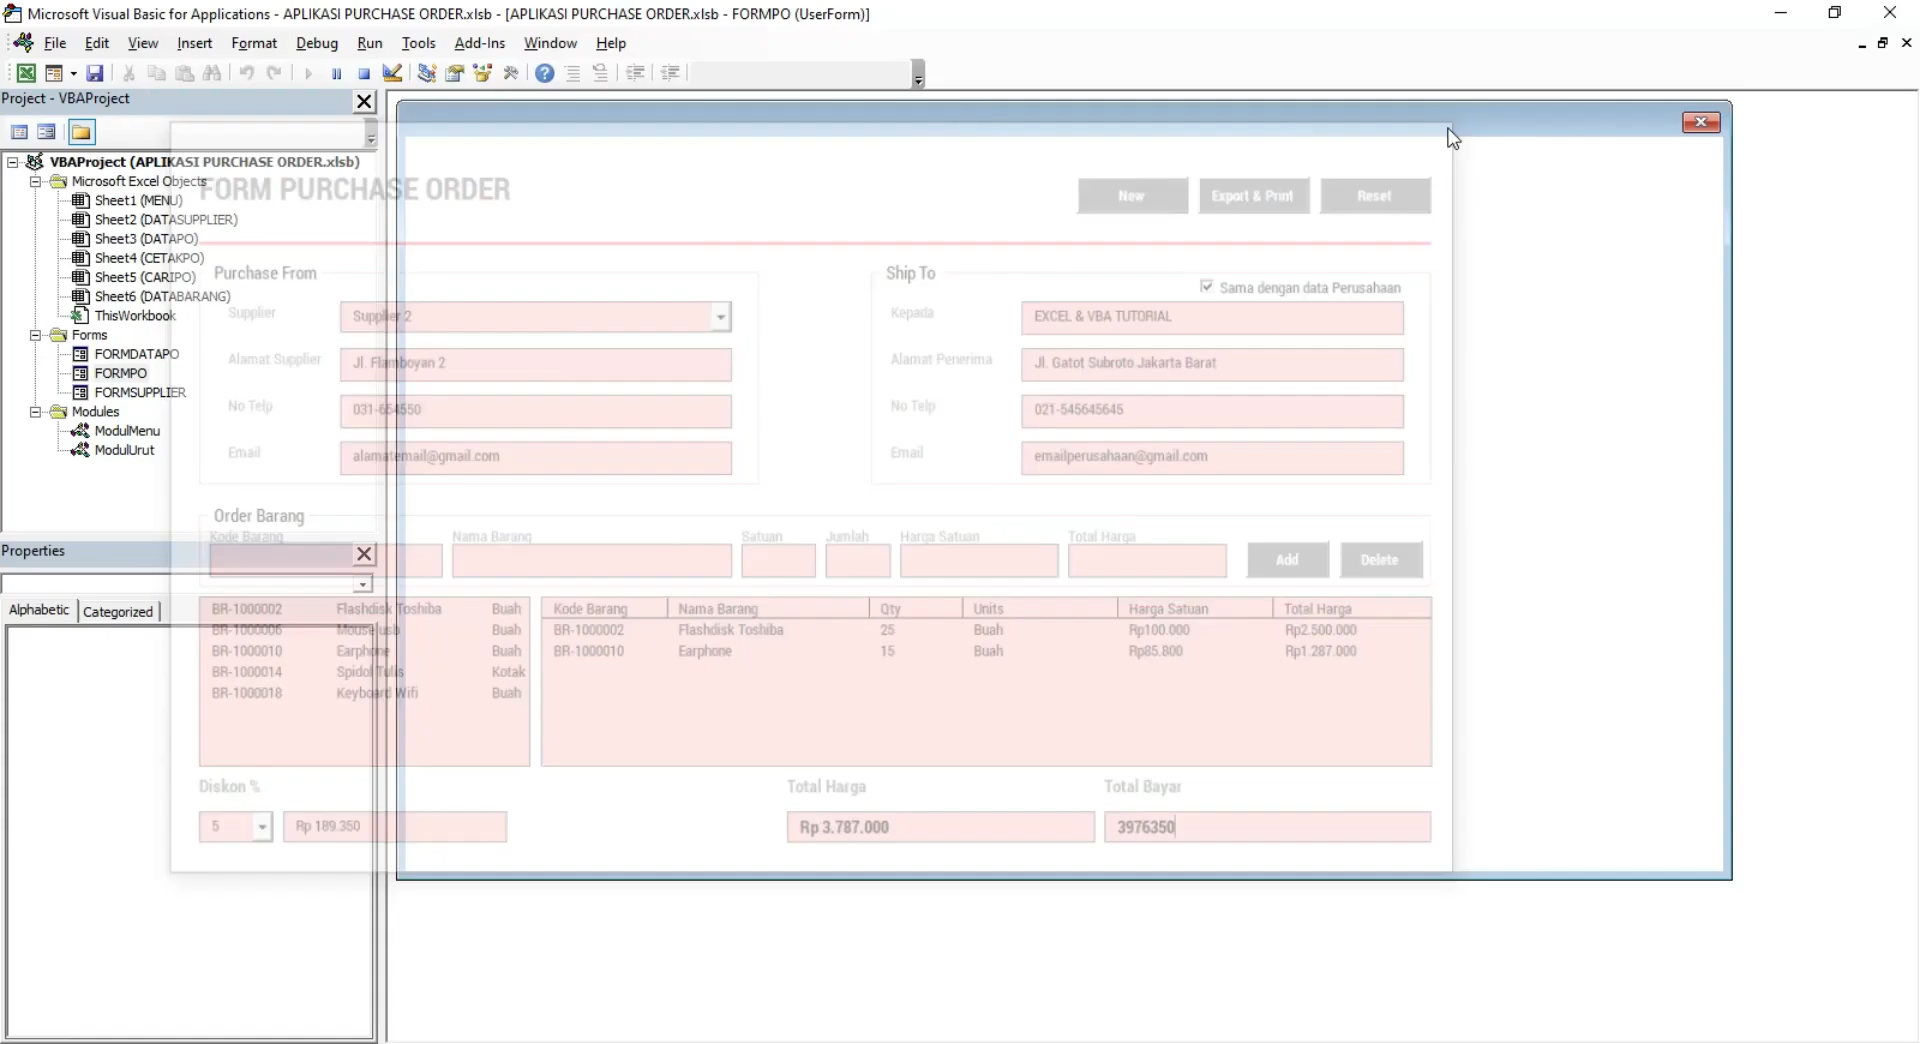 Microsoft Visual Basic for Applications - APLIKASI PURCHASE ORDER.xlsb - [APLIKASI PURCHASE ORDER.xlsb - FORMPO (UserForm)]
File Edit View Insert Format Debug Run Tools Add-Ins Window Help
Project - VBAProject
VBAProject (APLIKASI PURCHASE ORDER.xlsb)
Microsoft Excel Objects
Sheet1 (MENU)
Sheet2 (DATASUPPLIER)
Sheet3 (DATAPO)
Sheet4 (CETAKPO)
Sheet5 (CARIPO)
Sheet6 (DATABARANG)
ThisWorkbook
Forms
FORMDATAPO
FORMPO
FORMSUPPLIER
Modules
ModulMenu
ModulUrut
Properties
Alphabetic Categorized
FORM PURCHASE ORDER
New Export & Print Reset
Purchase From
Supplier Supplier 2
Alamat Supplier Jl. Flamboyan 2
No Telp 031-654550
Email alamatemail@gmail.com
Ship To
Sama dengan data Perusahaan
Kepada EXCEL & VBA TUTORIAL
Alamat Penerima Jl. Gatot Subroto Jakarta Barat
No Telp 021-545645645
Email emailperusahaan@gmail.com
Order Barang
Kode Barang Nama Barang Satuan Jumlah Harga Satuan Total Harga
Add Delete
BR-1000002 Flashdisk Toshiba Buah
BR-1000006 Mouse usb Buah
BR-1000010 Earphone Buah
BR-1000014 Spidol Tulis Kotak
BR-1000018 Keyboard Wifi Buah
Kode Barang Nama Barang Qty Units Harga Satuan Total Harga
BR-1000002 Flashdisk Toshiba 25 Buah Rp100.000 Rp2.500.000
BR-1000010 Earphone 15 Buah Rp85.800 Rp1.287.000
Diskon % Total Harga Total Bayar
5 Rp 189.350 Rp 3.787.000 3976350